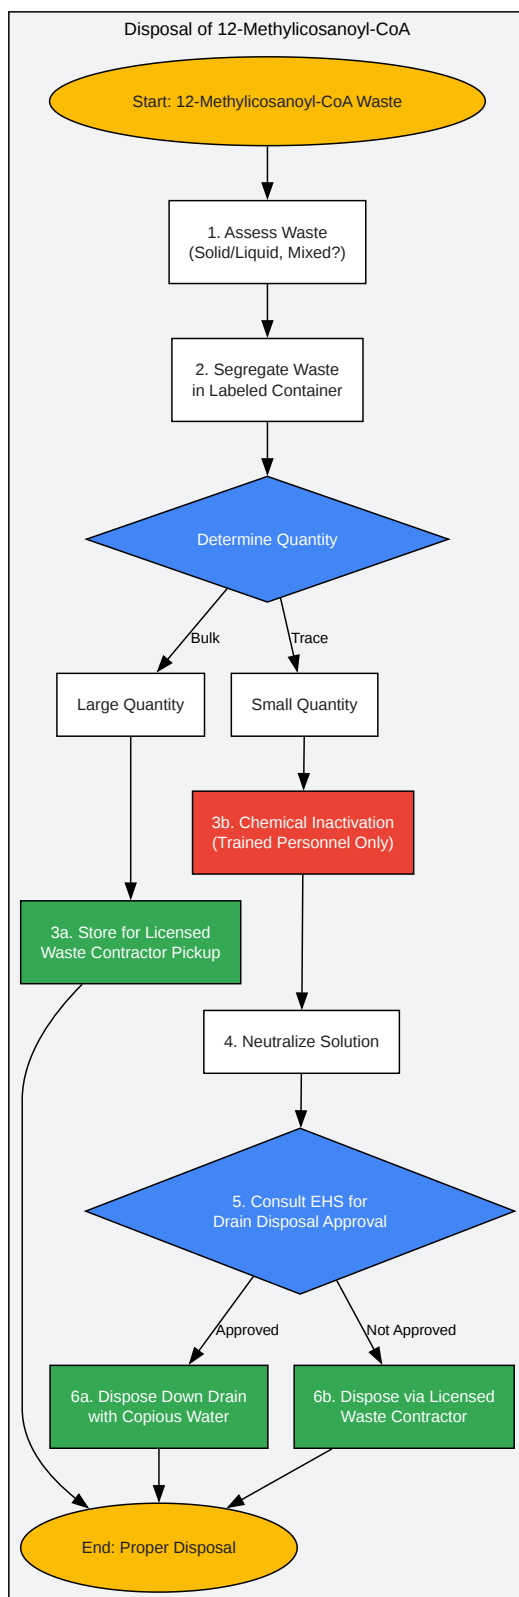 Disposal of 12-Methylicosanoyl-CoA
Start: 12-Methylicosanoyl-CoA Waste
1. Assess Waste
(Solid/Liquid, Mixed?)
2. Segregate Waste
in Labeled Container
Determine Quantity
Bulk
Trace
Large Quantity
Small Quantity
3b. Chemical Inactivation
(Trained Personnel Only)
3a. Store for Licensed
Waste Contractor Pickup
4. Neutralize Solution
5. Consult EHS for
Drain Disposal Approval
Approved
Not Approved
6a. Dispose Down Drain
with Copious Water
6b. Dispose via Licensed
Waste Contractor
End: Proper Disposal